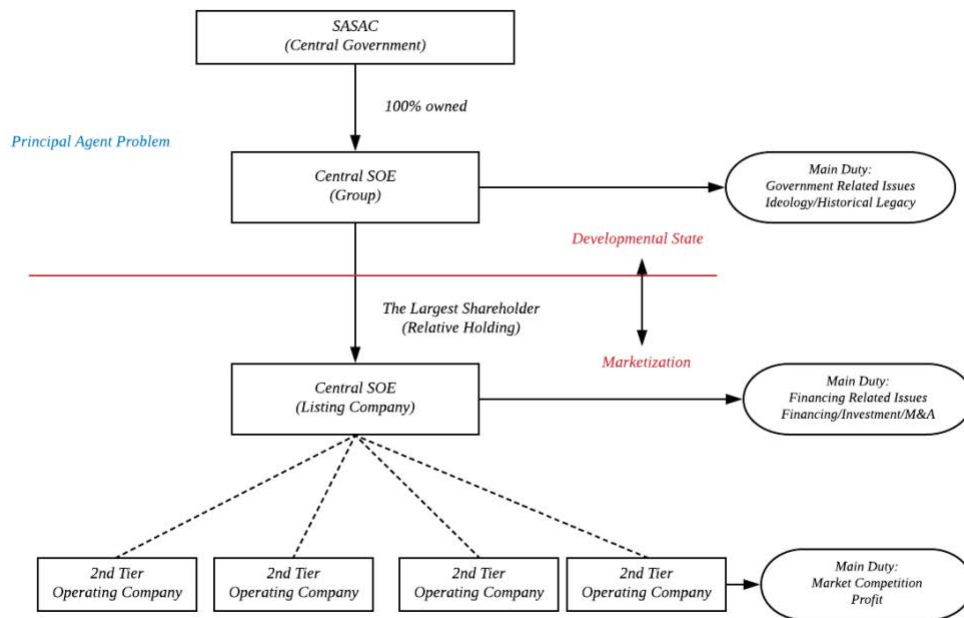 SASAC
(Central Government)
100% owned
Principal Agent Problem
Central SOE
(Group)
Main Duty:
Government Related Issues
Ideology/Historical Legacy
Developmental State
The Largest Shareholder
(Relative Holding)
Marketization
Central SOE
(Listing Company)
Main Duty:
Financing Related Issues
Financing/Investment/M&A
2nd Tier
Operating Company
2nd Tier
Operating Company
2nd Tier
Operating Company
2nd Tier
Operating Company
Main Duty:
Market Competition
Profit